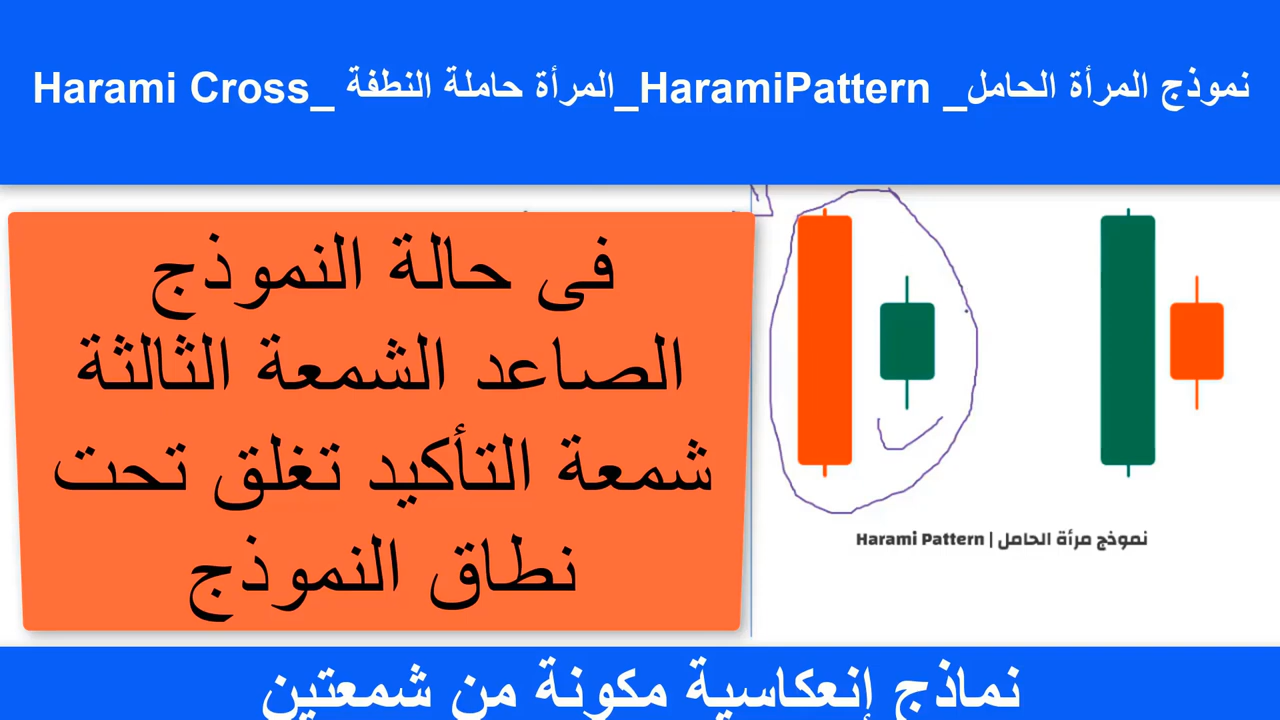 نموذج المرأة الحامل_ HaramiPattern_المرأة حاملة النطفة _Harami Cross
فى حالة النموذج
الصاعد الشمعة الثالثة
شمعة التأكيد تغلق تحت
نطاق النموذج
نموذج مرأة الحامل | Harami Pattern
نماذج إنعكاسية مكونة من شمعتين